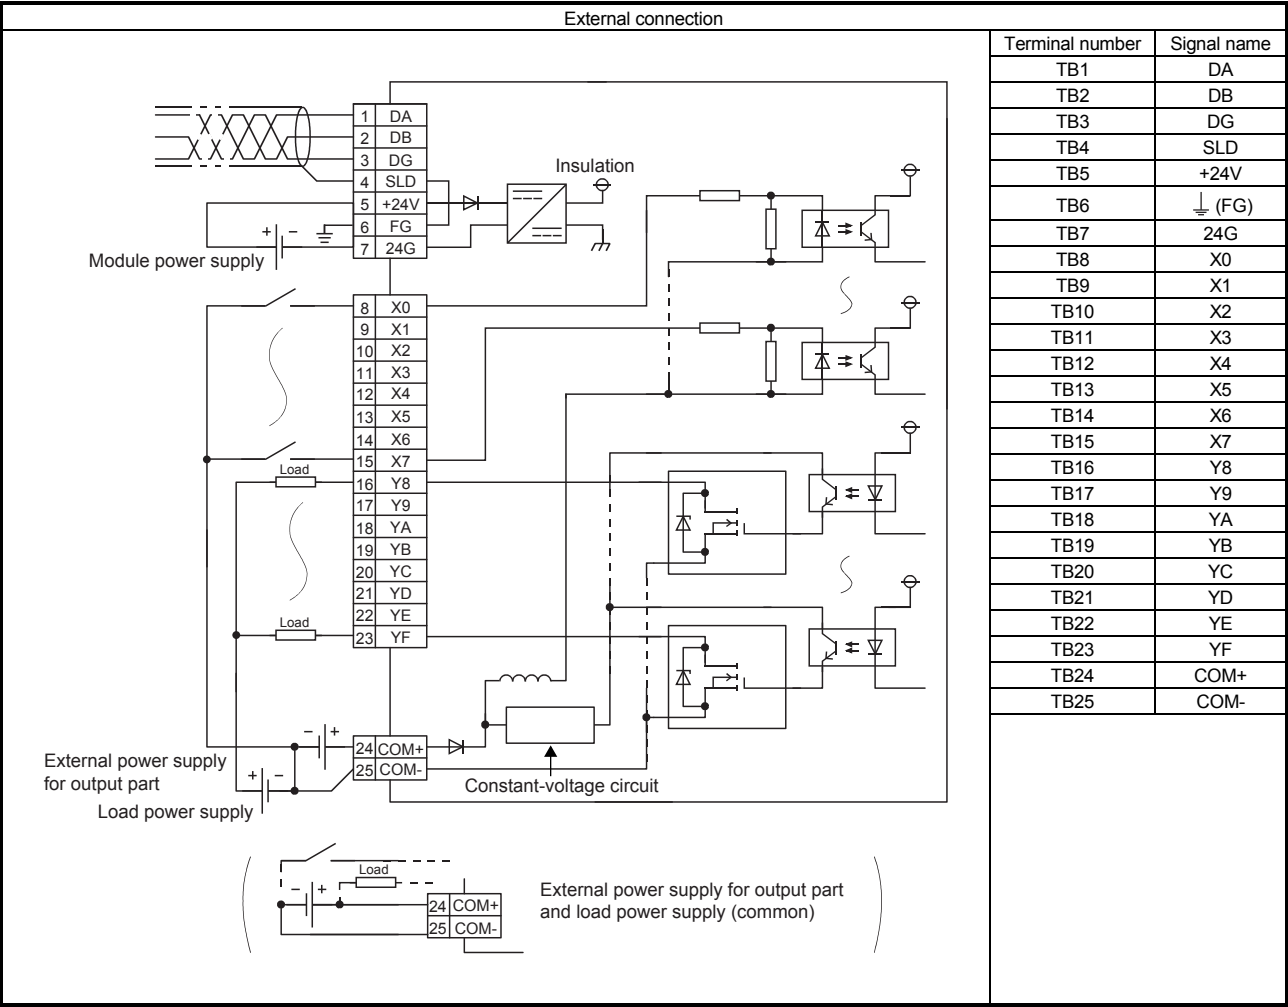 External connection
Terminal number Signal name
TB1 DA
TB2 DB
TB3 DG
TB4 SLD
TB5 +24V
TB6 ⏚ (FG)
TB7 24G
TB8 X0
TB9 X1
TB10 X2
TB11 X3
TB12 X4
TB13 X5
TB14 X6
TB15 X7
TB16 Y8
TB17 Y9
TB18 YA
TB19 YB
TB20 YC
TB21 YD
TB22 YE
TB23 YF
TB24 COM+
TB25 COM-
1 DA
2 DB
3 DG
4 SLD
5 +24V
6 FG
7 24G
Insulation
+ −
Module power supply
8 X0
9 X1
10 X2
11 X3
12 X4
13 X5
14 X6
15 X7
Load
16 Y8
17 Y9
18 YA
19 YB
20 YC
21 YD
22 YE
Load
23 YF
− +
24 COM+
25 COM-
External power supply
for output part
+ −
Load power supply
Constant-voltage circuit
Load
− +
24 COM+
25 COM-
External power supply for output part
and load power supply (common)